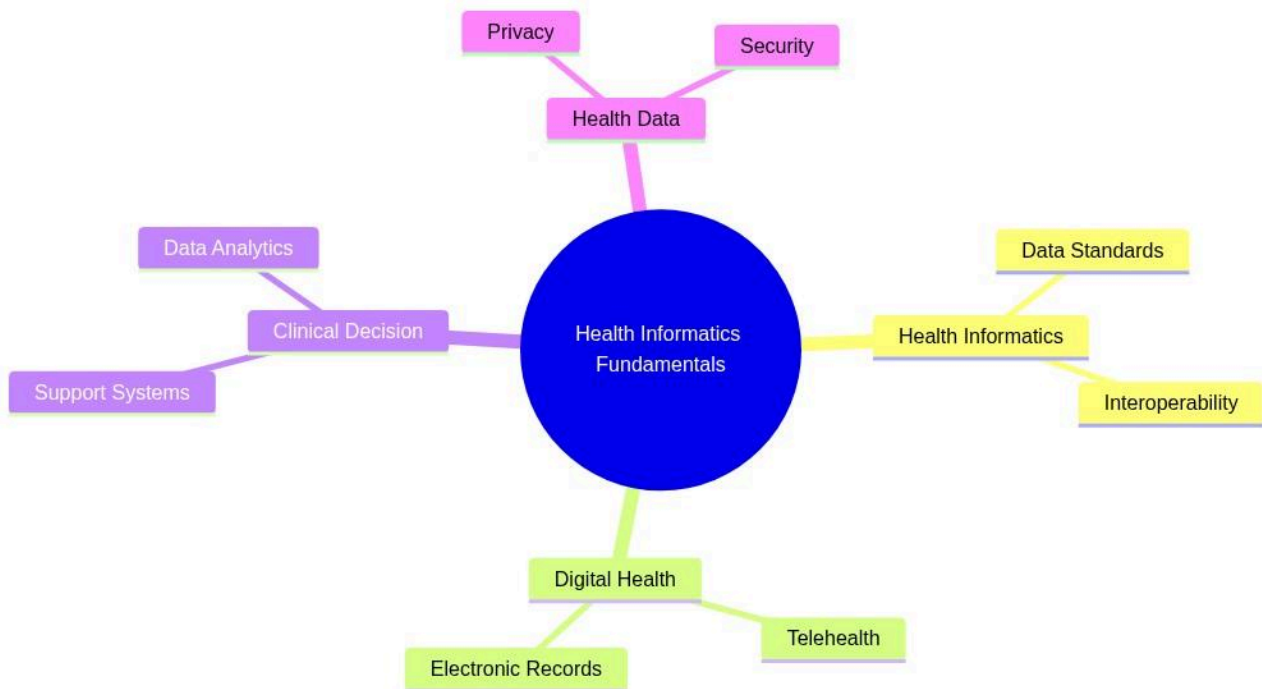 Privacy
Security
Health Data
Data Analytics
Data Standards
Clinical Decision
Health Informatics
Fundamentals
Health Informatics
Support Systems
Interoperability
Digital Health
Telehealth
Electronic Records